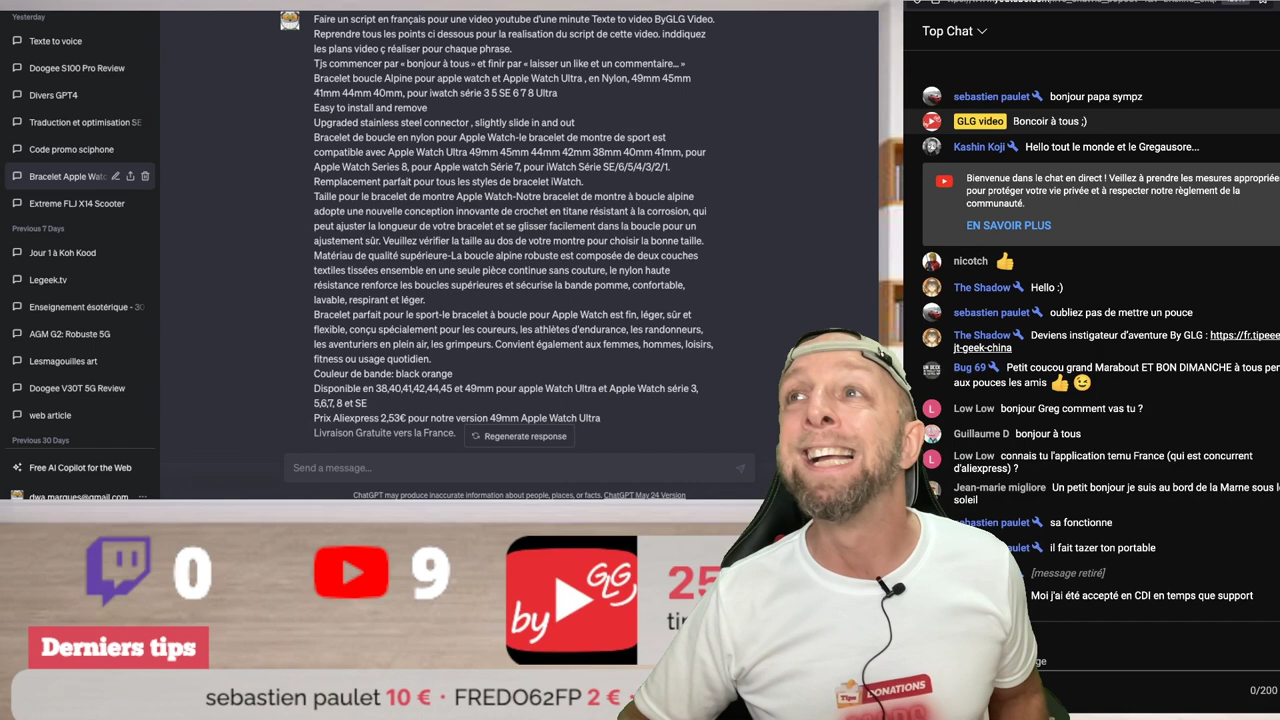 Yesterday
Texte to voice
Doogee S100 Pro Review
Divers GPT4
Traduction et optimisation SE
Code promo sciphone
Bracelet Apple Watc
Extreme FLJ X14 Scooter
Previous 7 Days
Jour 1 à Koh Kood
Legeek.tv
Enseignement ésotérique - 30
AGM G2: Robuste 5G
Lesmagouilles art
Doogee V30T 5G Review
web article
Previous 30 Days
Free AI Copilot for the Web
dwa.marques@gmail.com
Faire un script en français pour une video youtube d'une minute Texte to video ByGLG Video.
Reprendre tous les points ci dessous pour la realisation du script de cette video. inddiquez
les plans video ç réaliser pour chaque phrase.
Tjs commencer par « bonjour à tous » et finir par « laisser un like et un commentaire... »
Bracelet boucle Alpine pour apple watch et Apple Watch Ultra , en Nylon, 49mm 45mm
41mm 44mm 40mm, pour iwatch série 3 5 SE 6 7 8 Ultra
Easy to install and remove
Upgraded stainless steel connector , slightly slide in and out
Bracelet de boucle en nylon pour Apple Watch-le bracelet de montre de sport est
compatible avec Apple Watch Ultra 49mm 45mm 44mm 42mm 38mm 40mm 41mm, pour
Apple Watch Series 8, pour apple watch Série 7, pour iWatch Série SE/6/5/4/3/2/1.
Remplacement parfait pour tous les styles de bracelet iWatch.
Taille pour le bracelet de montre Apple Watch-Notre bracelet de montre à boucle alpine
adopte une nouvelle conception innovante de crochet en titane résistant à la corrosion, qui
peut ajuster la longueur de votre bracelet et se glisser facilement dans la boucle pour un
ajustement sûr. Veuillez vérifier la taille au dos de votre montre pour choisir la bonne taille.
Matériau de qualité supérieure-La boucle alpine robuste est composée de deux couches
textiles tissées ensemble en une seule pièce continue sans couture, le nylon haute
résistance renforce les boucles supérieures et sécurise la bande pomme, confortable,
lavable, respirant et léger.
Bracelet parfait pour le sport-le bracelet à boucle pour Apple Watch est fin, léger, sûr et
flexible, conçu spécialement pour les coureurs, les athlètes d'endurance, les randonneurs,
les aventuriers en plein air, les grimpeurs. Convient également aux femmes, hommes, loisirs,
fitness ou usage quotidien.
Couleur de bande: black orange
Disponible en 38,40,41,42,44,45 et 49mm pour apple watch Ultra et Apple Watch série 3,
5,6,7, 8 et SE
Prix Aliexpress 2,53€ pour notre version 49mm Apple Watch Ultra
Livraison Gratuite vers la France.
Regenerate response
Send a message...
ChatGPT may produce inaccurate information about people, places, or facts. ChatGPT May 24 Version
Top Chat
sebastien paulet bonjour papa sympz
GLG video Boncoir à tous ;)
Kashin Koji Hello tout le monde et le Gregausore...
Bienvenue dans le chat en direct ! Veillez à prendre les mesures appropriée
pour protéger votre vie privée et à respecter notre règlement de la
communauté.
EN SAVOIR PLUS
nicotch 👍
The Shadow Hello :)
sebastien paulet oubliez pas de mettre un pouce
The Shadow Deviens instigator d'aventure By GLG : https://fr.tipeee
jt-geek-china
Bug 69 Petit coucou grand Marabout ET BON DIMANCHE à tous pen
aux pouces les amis 👍 😉
Low Low bonjour Greg comment vas tu ?
Guillaume D bonjour à tous
Low Low connais tu l'application temu France (qui est concurrent
d'aliexpress) ?
Jean-marie migliore Un petit bonjour je suis au bord de la Marne sous l
soleil
sebastien paulet sa fonctionne
aulet il fait tazer ton portable
[message retiré]
Moi j'ai été accepté en CDI en temps que support
0/200
0
9
by GLG
25
Derniers tips
sebastien paulet 10 € · FREDO62FP 2 € ·
Tips DONATIONS